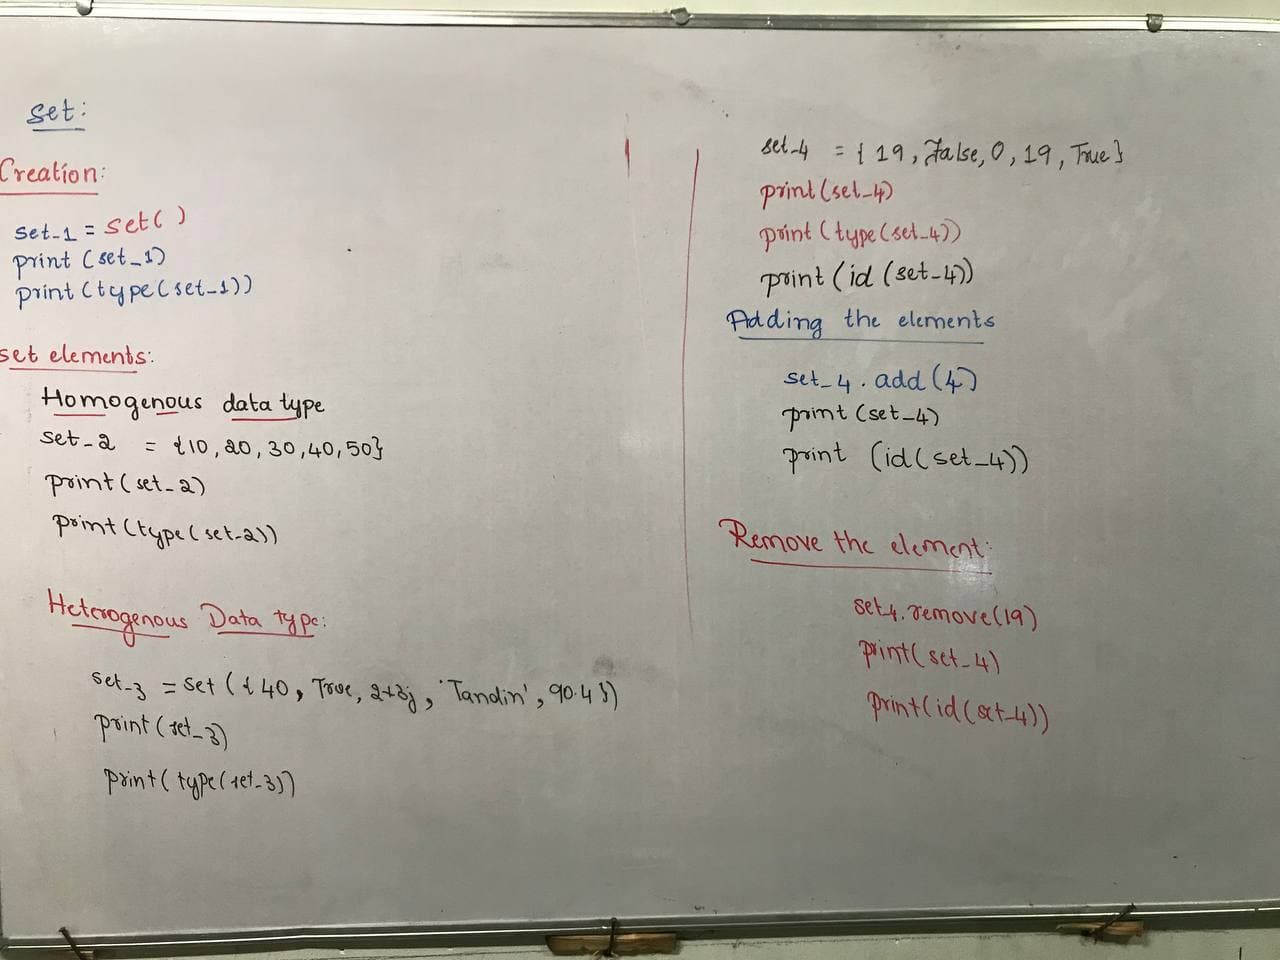 set:
Creation:
set_1 = set( )
print (set_1)
print (type(set_1))
set elements:
Homogenous data type
set_2 = {10, 20, 30, 40, 50}
print (set_2)
print (type(set_2))
Heterogenous Data type:
set_3 = set ({40, True, 2+3j, 'Tandin', 90.4})
print (set_3)
print (type(set_3))
set_4 = {19, False, 0, 19, True}
print (set_4)
print (type(set_4))
print (id (set_4))
Adding the elements
set_4.add(4)
print (set_4)
print (id(set_4))
Remove the element:
set_4.remove(19)
print (set_4)
print (id(set_4))